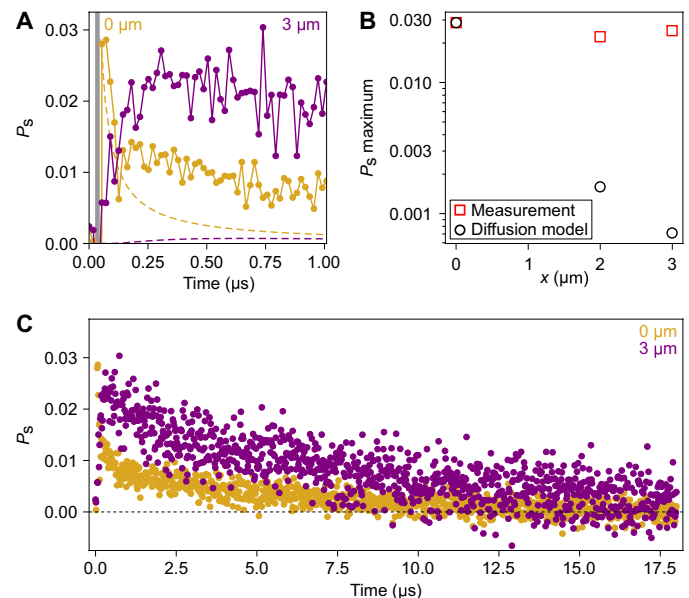 A
0 µm
3 µm
0.03
0.02
0.01
0.00
P_s
0.00 0.25 0.50 0.75 1.00
Time (µs)
B
0.030
0.010
0.003
0.001
P_s maximum
Measurement
Diffusion model
0 1 2 3
x (µm)
C
0 µm
3 µm
0.03
0.02
0.01
0.00
P_s
0.0 2.5 5.0 7.5 10.0 12.5 15.0 17.5
Time (µs)